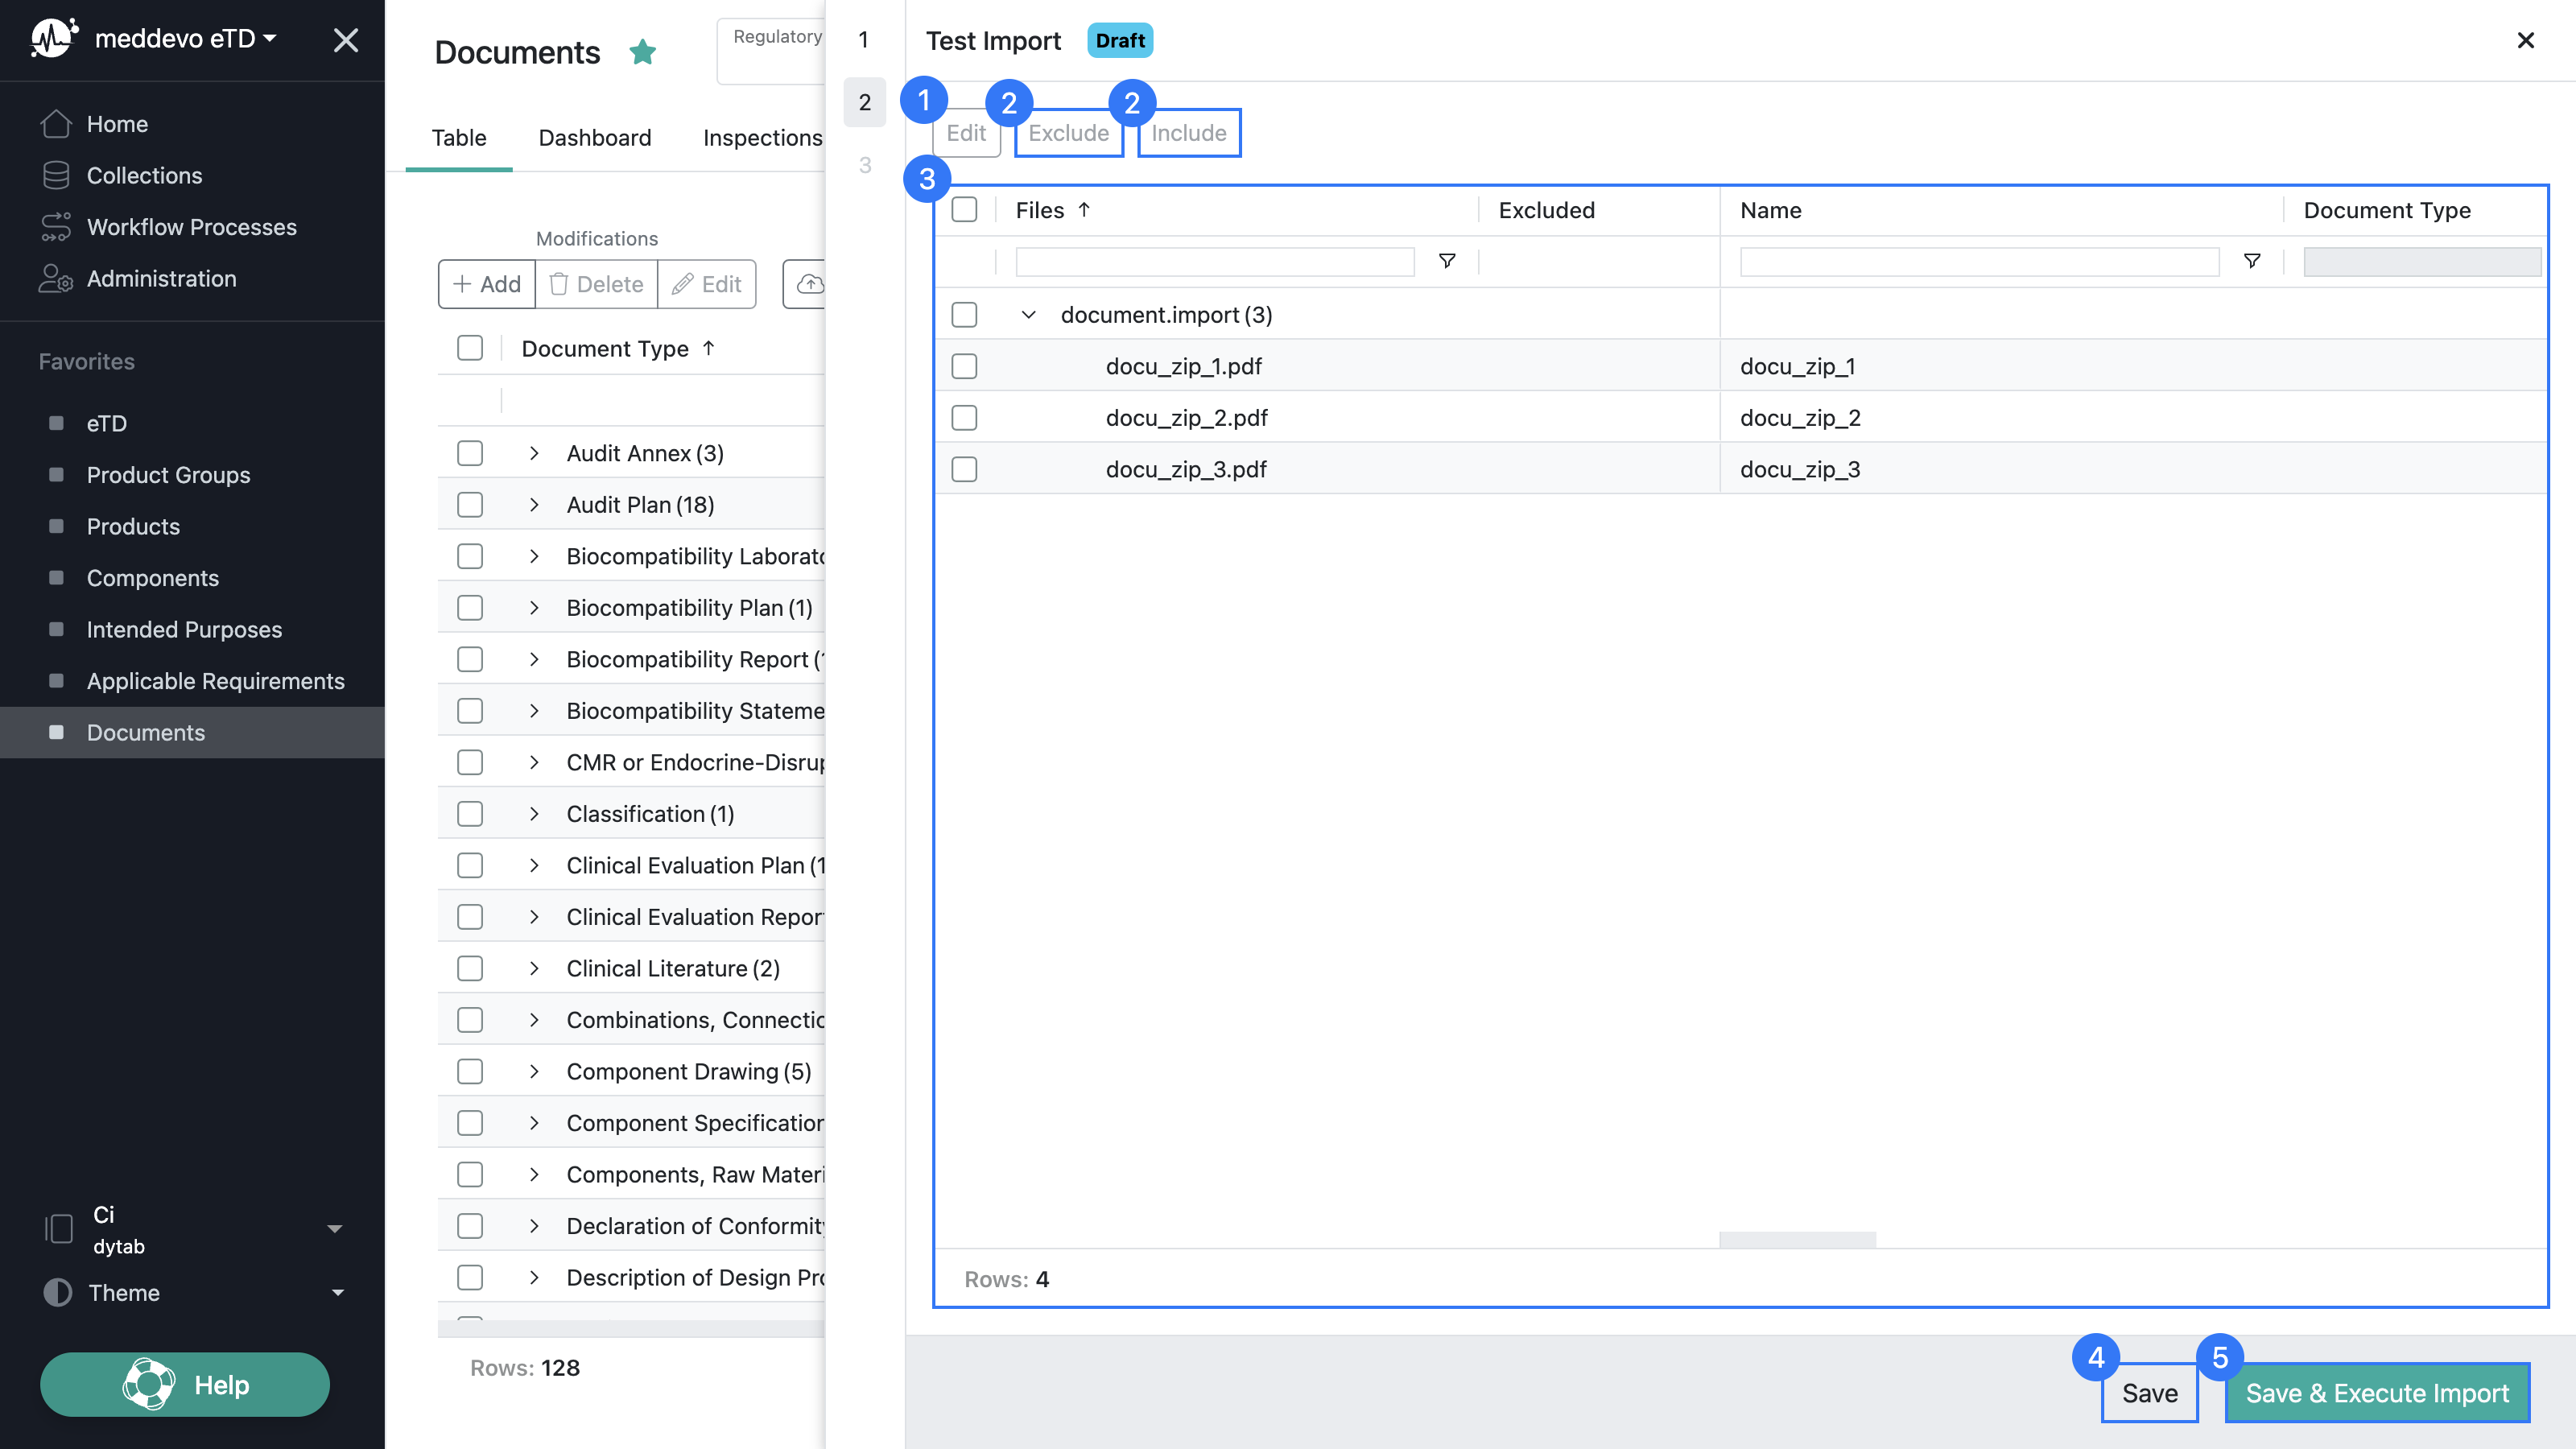 meddevo eTD
Home
Collections
Workflow Processes
Administration
Favorites
eTD
Product Groups
Products
Components
Intended Purposes
Applicable Requirements
Documents
Ci
dytab
Theme
Help
Documents
Regulatory
Table Dashboard Inspections
Modifications
Add Delete Edit
Document Type ↑
Audit Annex (3)
Audit Plan (18)
Biocompatibility Laborato
Biocompatibility Plan (1)
Biocompatibility Report (
Biocompatibility Stateme
CMR or Endocrine-Disrup
Classification (1)
Clinical Evaluation Plan (1
Clinical Evaluation Repor
Clinical Literature (2)
Combinations, Connectio
Component Drawing (5)
Component Specification
Components, Raw Materi
Declaration of Conformity
Description of Design Pro
Rows: 128
1
2
3
Test Import Draft
1 2 2
Edit Exclude Include
3
Files ↑ Excluded Name Document Type
document.import (3)
docu_zip_1.pdf docu_zip_1
docu_zip_2.pdf docu_zip_2
docu_zip_3.pdf docu_zip_3
Rows: 4
4 5
Save Save & Execute Import